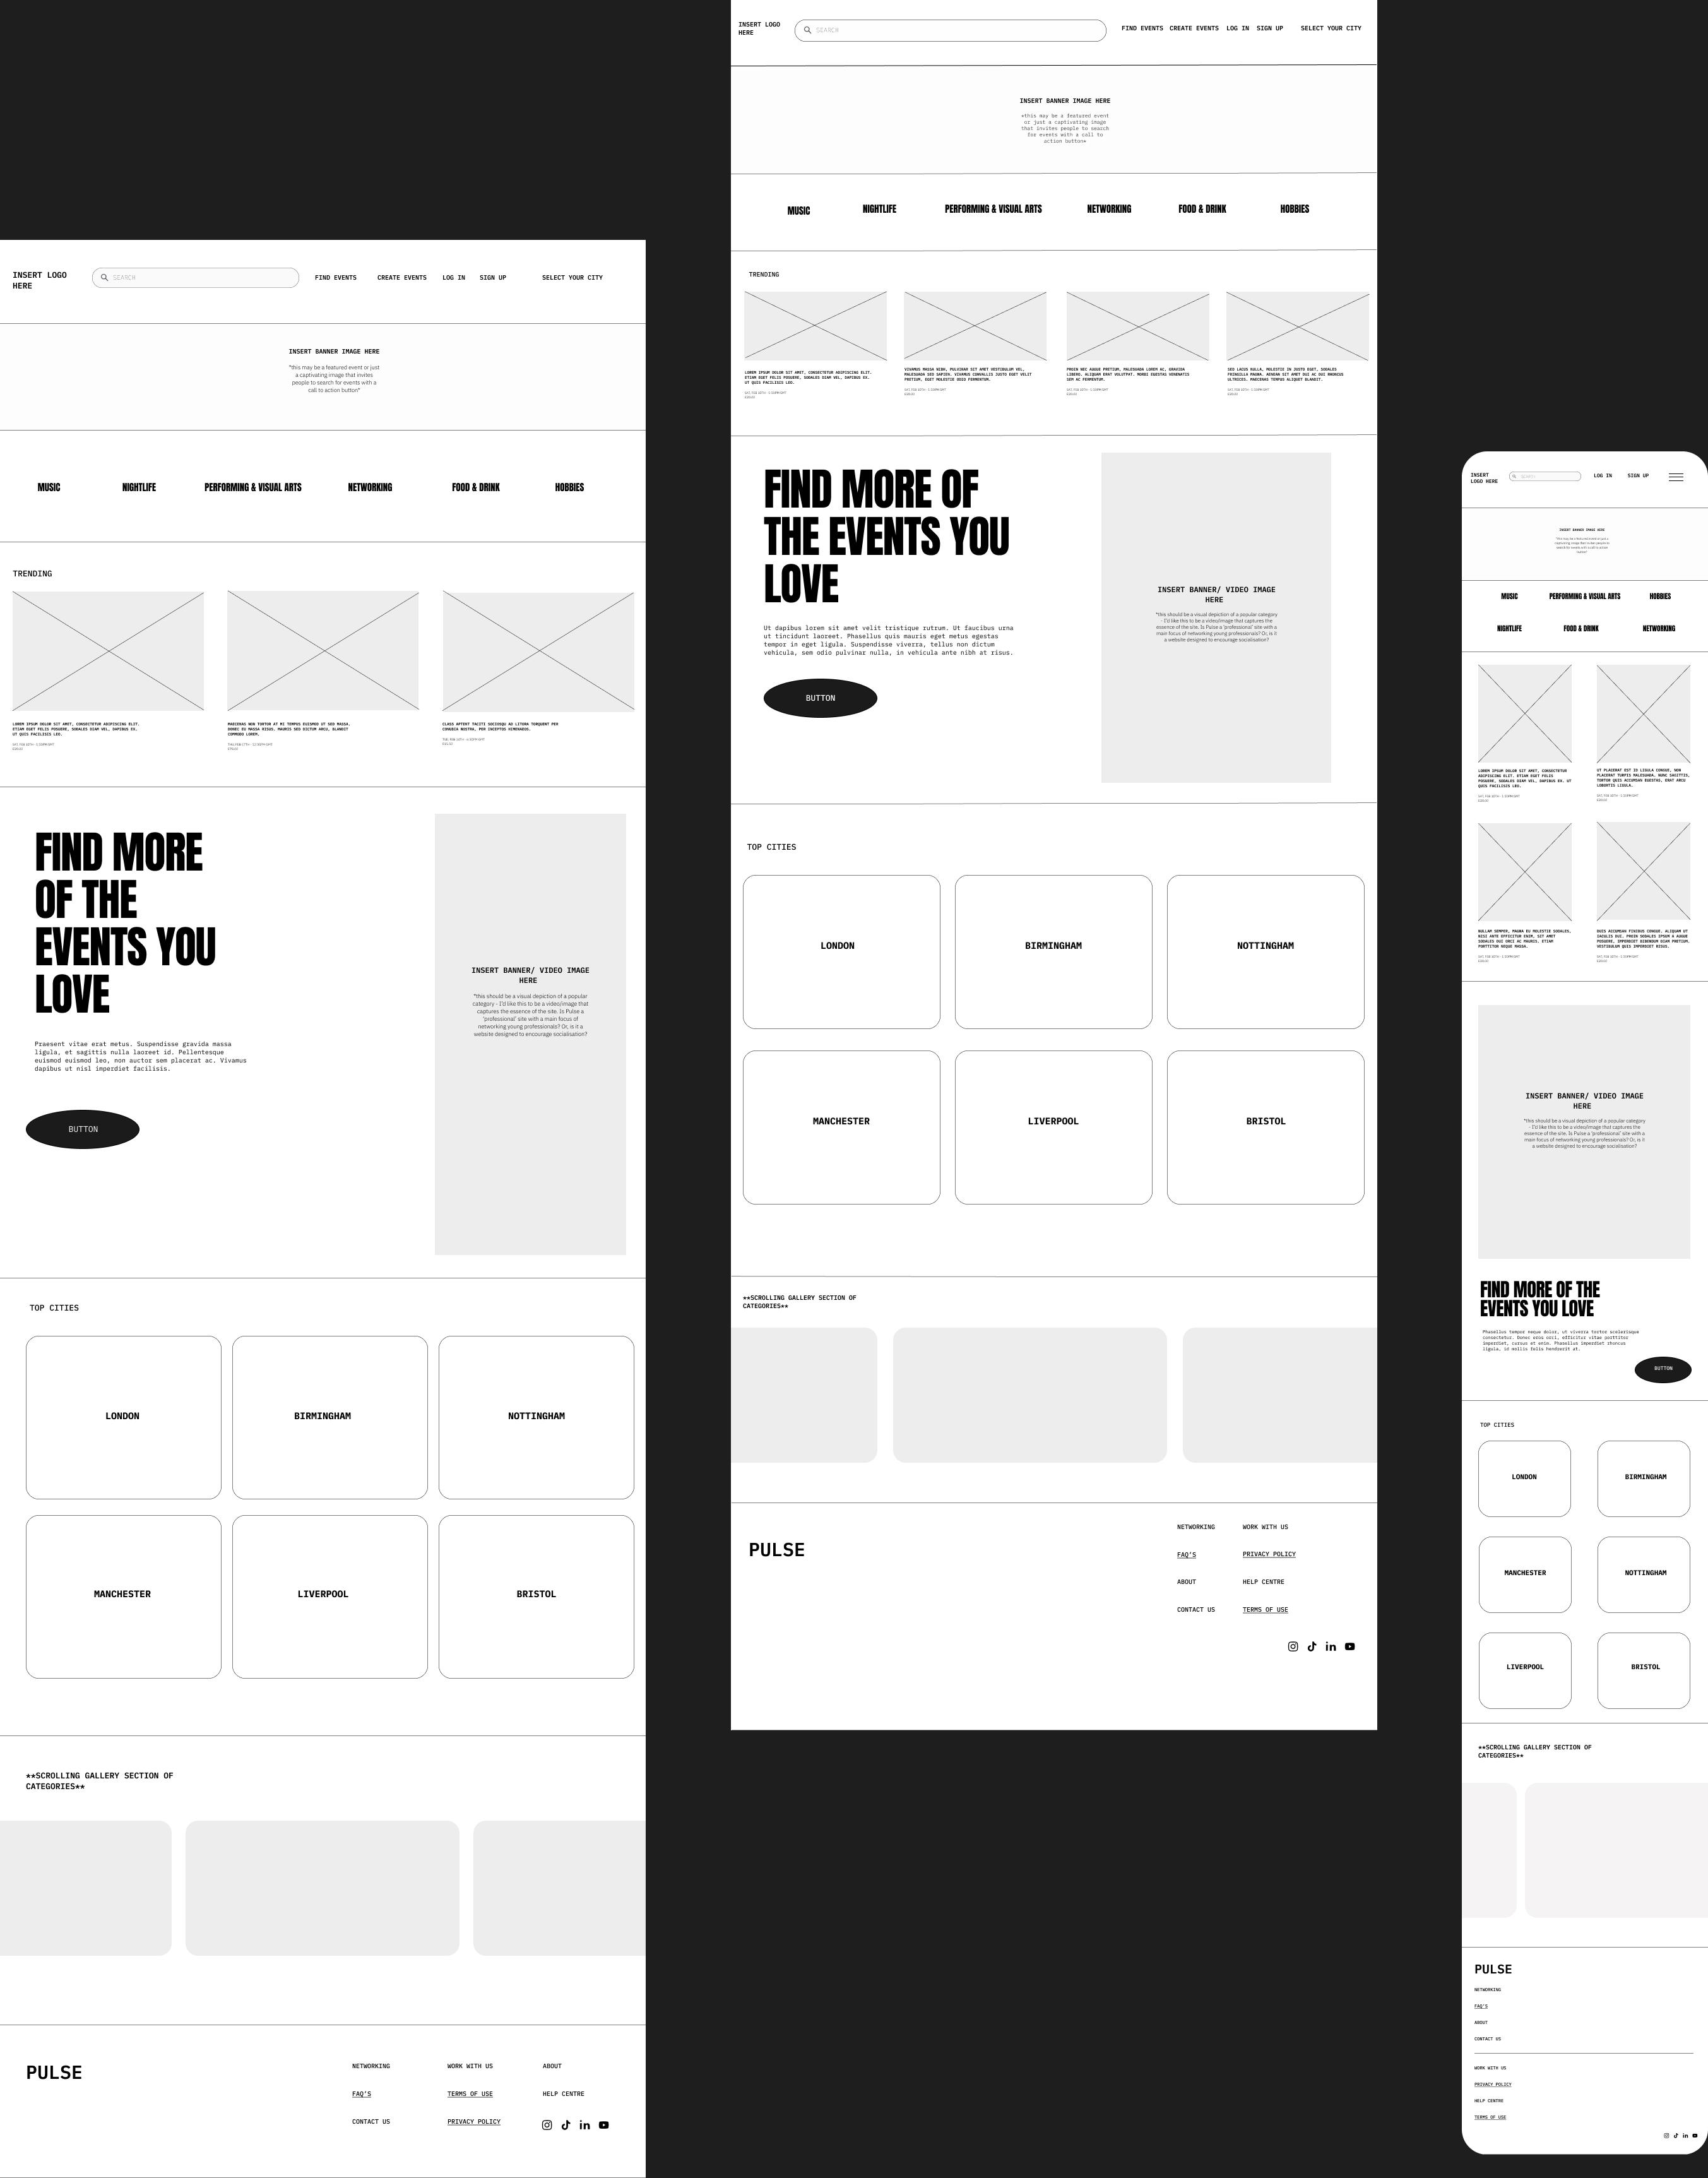 INSERT LOGO
HERE
SEARCH
FIND EVENTS
CREATE EVENTS
LOG IN
SIGN UP
SELECT YOUR CITY
INSERT BANNER IMAGE HERE
*this may be a featured event or just
a captivating image that invites
people to search for events with a
call to action button*
MUSIC
NIGHTLIFE
PERFORMING & VISUAL ARTS
NETWORKING
FOOD & DRINK
HOBBIES
TRENDING
LOREM IPSUM DOLOR SIT AMET, CONSECTETUR ADIPISCING ELIT.
ETIAM EGET FELIS POSUERE, SODALES DIAM VEL, DAPIBUS EX.
UT QUIS FACILISIS LEO.
MAECENAS NON TORTOR AT MI TEMPUS EUISMOD UT SED MASSA.
DONEC EU MASSA RISUS. MAURIS SED DICTUM ARCU, BLANDIT
COMMODO LOREM.
CLASS APTENT TACITI SOCIOSQU AD LITORA TORQUENT PER
CONUBIA NOSTRA, PER INCEPTOS HIMENAEOS.
FIND MORE
OF THE
EVENTS YOU
LOVE
Praesent vitae erat metus. Suspendisse gravida massa
ligula, et sagittis nulla laoreet id. Pellentesque
euismod euismod leo, non auctor sem placerat ac. Vivamus
dapibus ut nisl imperdiet facilisis.
BUTTON
INSERT BANNER/ VIDEO IMAGE
HERE
*this should be a visual depiction of a popular
category - I'd like this to be a video/image that
captures the essence of the site. Is Pulse a
'professional' site with a main focus of
networking young professionals? Or, is it a
website designed to encourage socialisation?
TOP CITIES
LONDON
BIRMINGHAM
NOTTINGHAM
MANCHESTER
LIVERPOOL
BRISTOL
**SCROLLING GALLERY SECTION OF
CATEGORIES**
PULSE
NETWORKING
WORK WITH US
ABOUT
FAQ'S
TERMS OF USE
HELP CENTRE
CONTACT US
PRIVACY POLICY
INSERT LOGO
HERE
SEARCH
FIND EVENTS
CREATE EVENTS
LOG IN
SIGN UP
SELECT YOUR CITY
INSERT BANNER IMAGE HERE
*this may be a featured event
or just a captivating image
that invites people to search
for events with a call to
action button*
MUSIC
NIGHTLIFE
PERFORMING & VISUAL ARTS
NETWORKING
FOOD & DRINK
HOBBIES
TRENDING
LOREM IPSUM DOLOR SIT AMET, CONSECTETUR ADIPISCING ELIT.
ETIAM EGET FELIS POSUERE, SODALES DIAM VEL, DAPIBUS EX.
UT QUIS FACILISIS LEO.
VIVAMUS MASSA NIBH, PULVINAR SIT AMET VESTIBULUM VEL,
MALESUADA SED SAPIEN. VIVAMUS CONVALLIS JUSTO EGET VELIT
PRETIUM, EGET MOLESTIE ODIO FERMENTUM.
PROIN NEC AUGUE PRETIUM, MALESUADA LOREM AC, GRAVIDA
LIBERO. ALIQUAM ERAT VOLUTPAT. MORBI EGESTAS VENENATIS
SEM AC FERMENTUM.
SED LACUS NULLA, MOLESTIE IN JUSTO EGET, SODALES
FRINGILLA MAGNA. AENEAN SIT AMET DUI AC DUI RHONCUS
ULTRICES. MAECENAS TEMPUS ALIQUET BLANDIT.
FIND MORE OF
THE EVENTS YOU
LOVE
Ut dapibus lorem sit amet velit tristique rutrum. Ut faucibus urna
ut tincidunt laoreet. Phasellus quis mauris eget metus egestas
tempor in eget ligula. Suspendisse viverra, tellus non dictum
vehicula, sem odio pulvinar nulla, in vehicula ante nibh at risus.
BUTTON
INSERT BANNER/ VIDEO IMAGE
HERE
*this should be a visual depiction of a popular category
- I'd like this to be a video/image that captures the
essence of the site. Is Pulse a 'professional' site with a
main focus of networking young professionals? Or, is it
a website designed to encourage socialisation?
TOP CITIES
LONDON
BIRMINGHAM
NOTTINGHAM
MANCHESTER
LIVERPOOL
BRISTOL
**SCROLLING GALLERY SECTION OF
CATEGORIES**
PULSE
NETWORKING
WORK WITH US
FAQ'S
PRIVACY POLICY
ABOUT
HELP CENTRE
CONTACT US
TERMS OF USE
INSERT
LOGO HERE
SEARCH
LOG IN
SIGN UP
INSERT BANNER IMAGE HERE
MUSIC
PERFORMING & VISUAL ARTS
HOBBIES
NIGHTLIFE
FOOD & DRINK
NETWORKING
LOREM IPSUM DOLOR SIT AMET, CONSECTETUR
ADIPISCING ELIT. ETIAM EGET FELIS
POSUERE, SODALES DIAM VEL, DAPIBUS EX. UT
QUIS FACILISIS LEO.
UT PLACERAT EST ID LIGULA CONGUE, NON
PLACERAT TURPIS MALESUADA. NUNC SAGITTIS,
TORTOR QUIS ACCUMSAN EGESTAS, ERAT ARCU
LOBORTIS LIGULA.
NULLAM SEMPER, MAGNA EU MOLESTIE SODALES,
NISI ANTE EFFICITUR ENIM, SIT AMET
SODALES DUI ORCI AC MAURIS. ETIAM
PORTTITOR NEQUE MASSA.
DUIS ACCUMSAN FINIBUS CONGUE. ALIQUAM UT
IACULIS DUI. PROIN SODALES IPSUM A AUGUE
POSUERE, IMPERDIET BIBENDUM DIAM PRETIUM.
VESTIBULUM QUIS IMPERDIET RISUS.
INSERT BANNER/ VIDEO IMAGE
HERE
*this should be a visual depiction of a popular category
- I'd like this to be a video/image that captures the
essence of the site. Is Pulse a 'professional' site with a
main focus of networking young professionals? Or, is it
a website designed to encourage socialisation?
FIND MORE OF THE
EVENTS YOU LOVE
Phasellus tempor neque dolor, ut viverra tortor scelerisque
consectetur. Donec eros orci, efficitur vitae porttitor
imperdiet, cursus et enim. Phasellus imperdiet rhoncus
ligula, id mollis felis hendrerit at.
BUTTON
TOP CITIES
LONDON
BIRMINGHAM
MANCHESTER
NOTTINGHAM
LIVERPOOL
BRISTOL
**SCROLLING GALLERY SECTION OF
CATEGORIES**
PULSE
NETWORKING
FAQ'S
ABOUT
CONTACT US
WORK WITH US
PRIVACY POLICY
HELP CENTRE
TERMS OF USE